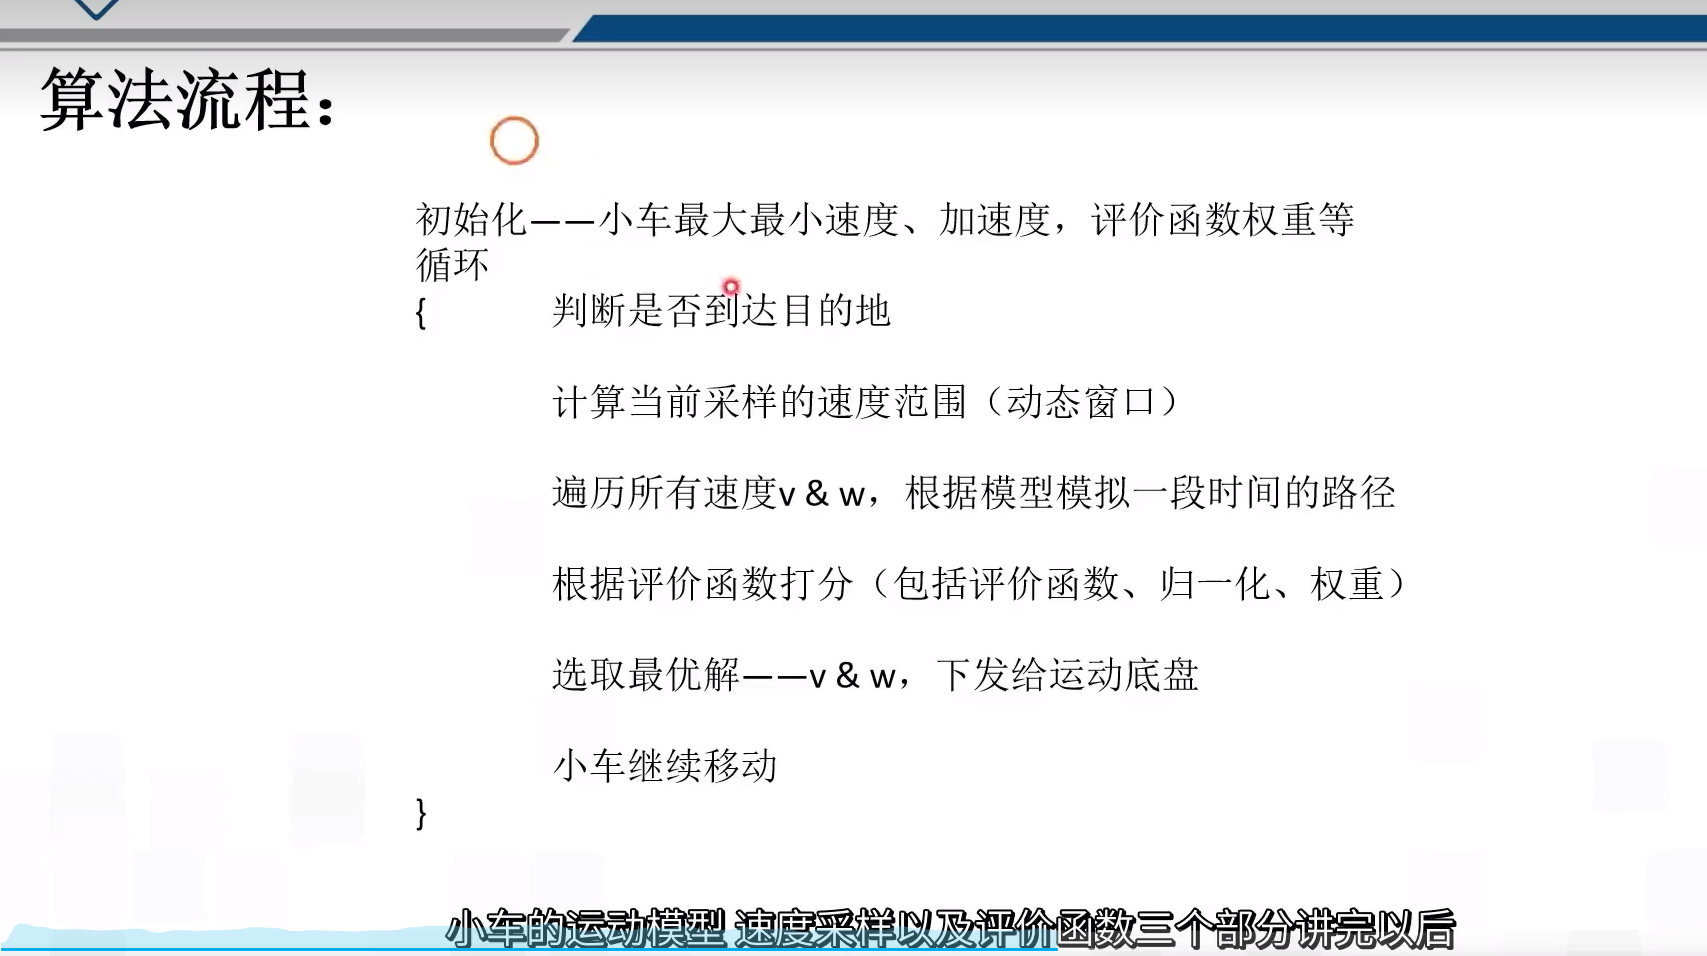 算法流程：
初始化——小车最大最小速度、加速度，评价函数权重等
循环
{ 判断是否到达目的地
计算当前采样的速度范围（动态窗口）
遍历所有速度v & w，根据模型模拟一段时间的路径
根据评价函数打分（包括评价函数、归一化、权重）
选取最优解——v & w，下发给运动底盘
小车继续移动
}
小车的运动模型 速度采样以及评价函数三个部分讲完以后